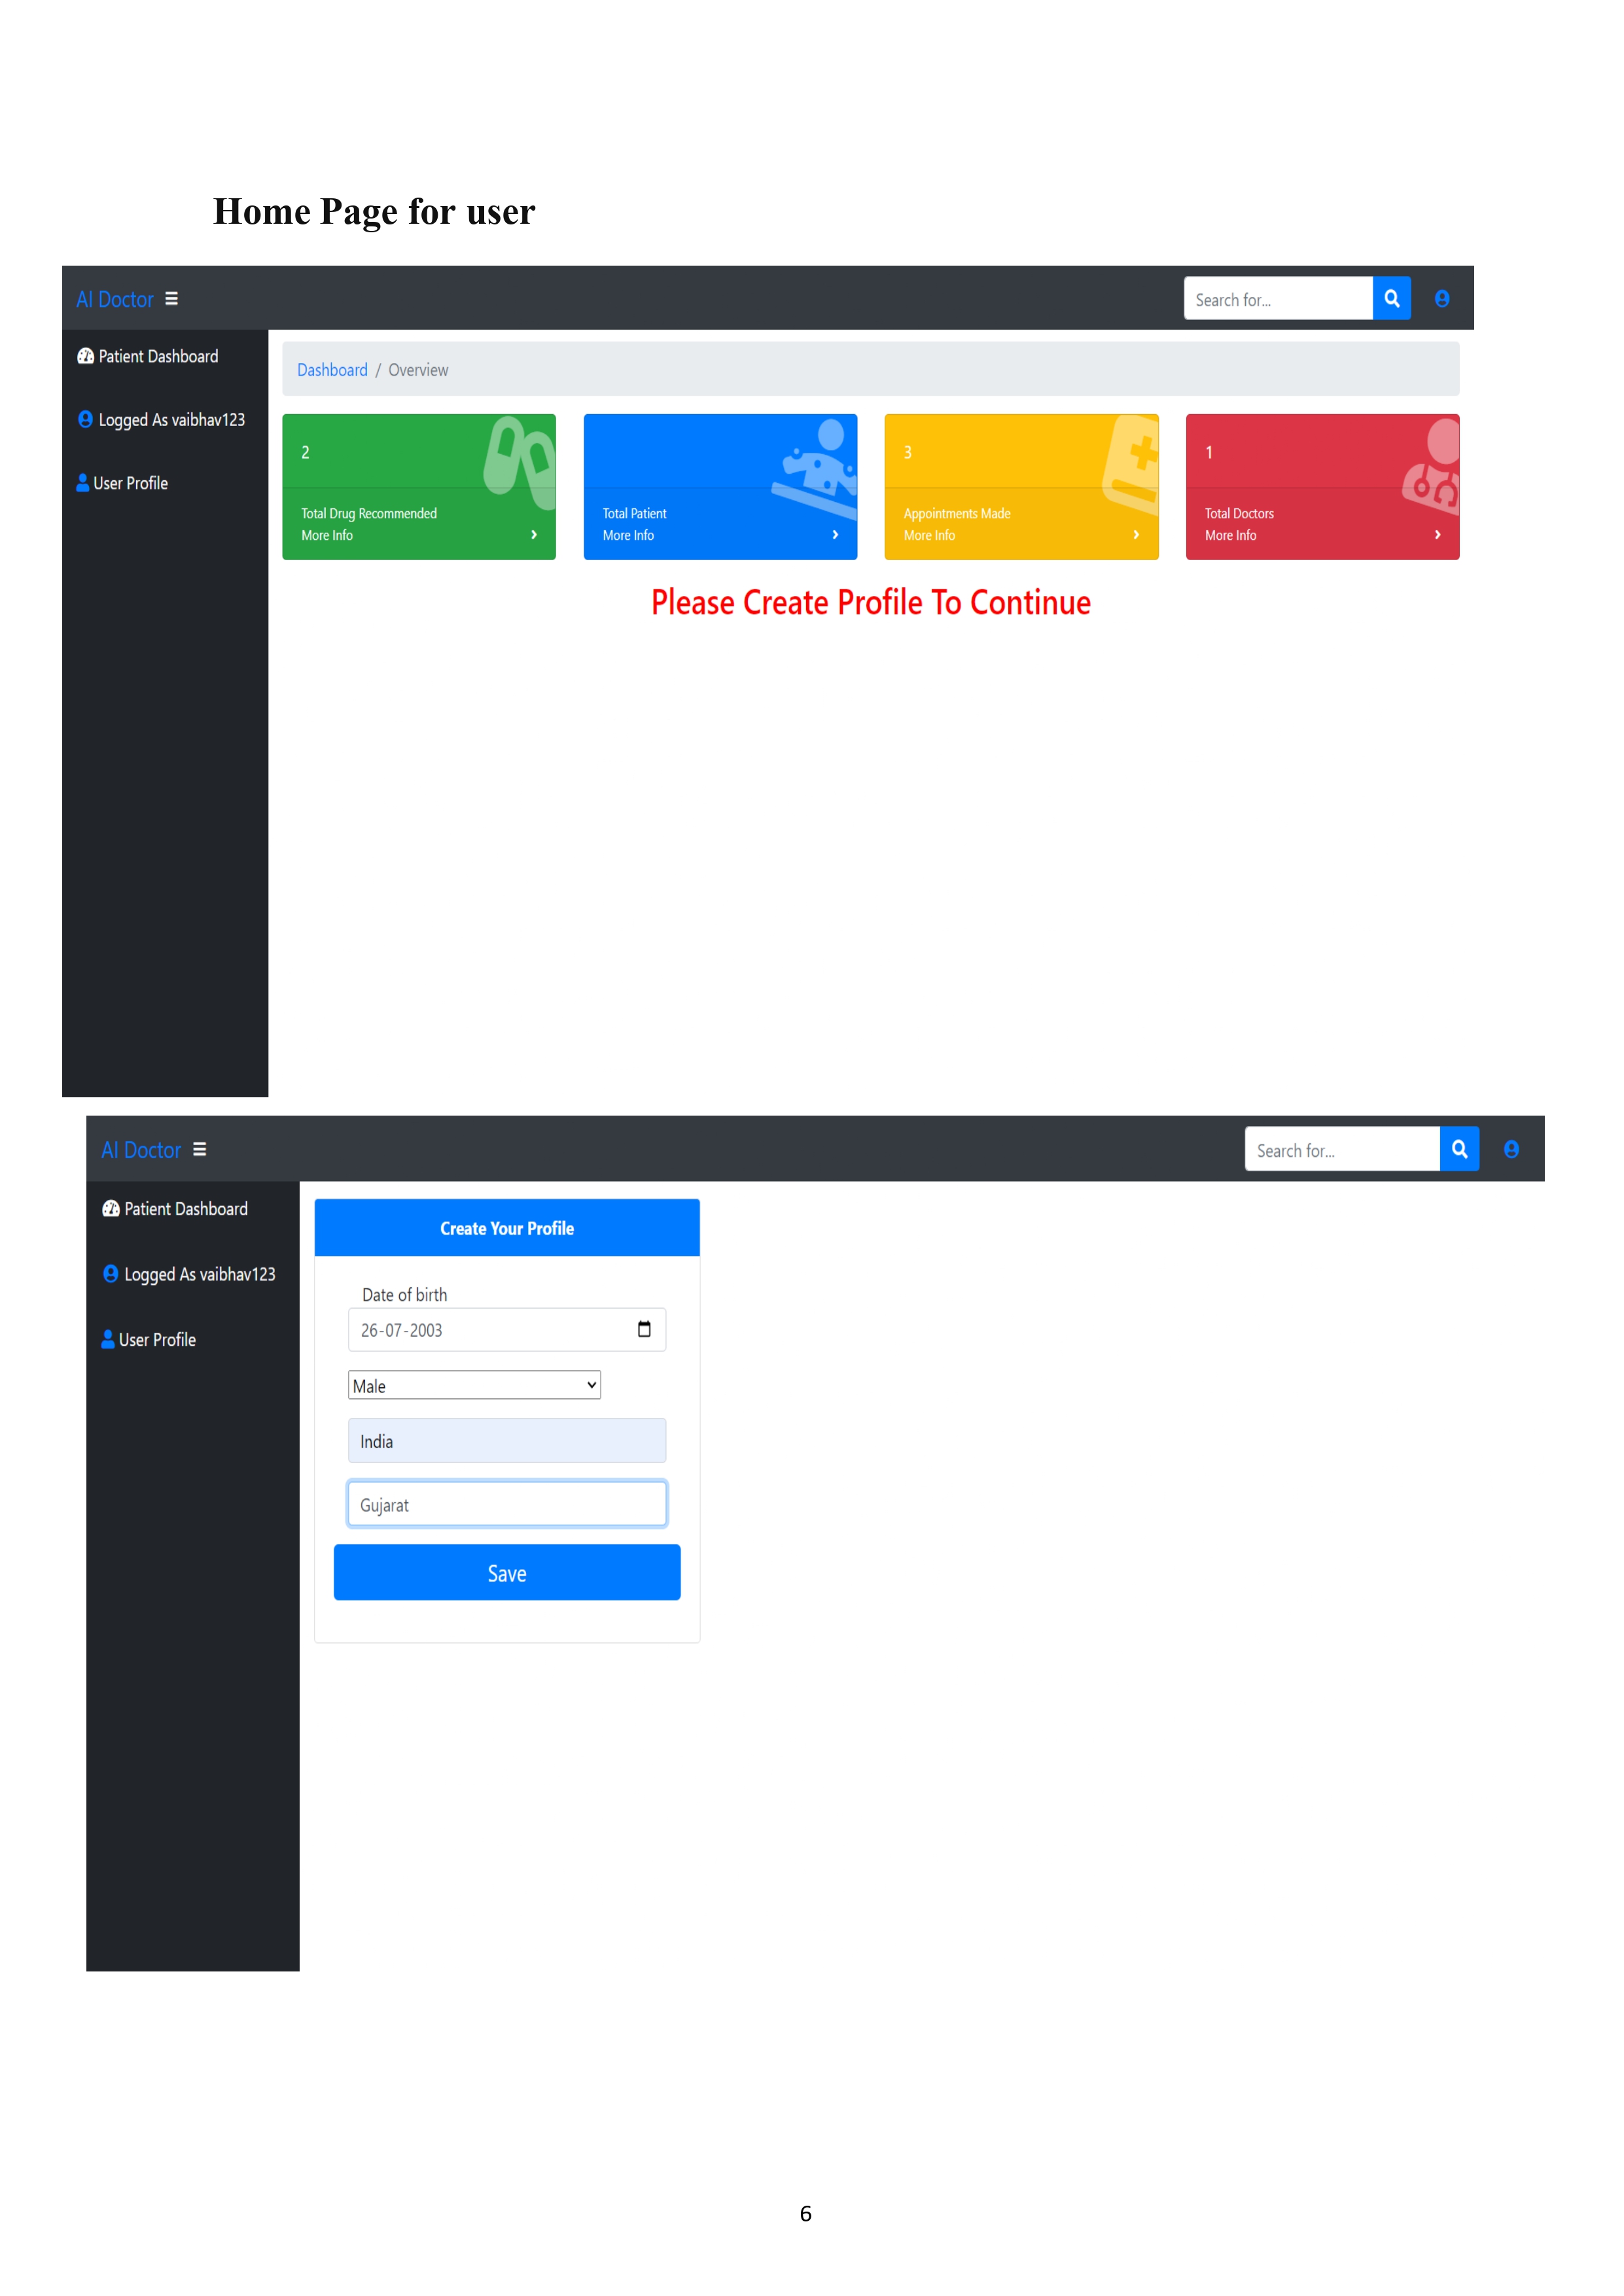 Home Page for user
AI Doctor
Search for...
Patient Dashboard
Dashboard / Overview
Logged As vaibhav123
User Profile
2
Total Drug Recommended
More Info
Total Patient
More Info
3
Appointments Made
More Info
1
Total Doctors
More Info
Please Create Profile To Continue
AI Doctor
Search for...
Patient Dashboard
Logged As vaibhav123
User Profile
Create Your Profile
Date of birth
26-07-2003
Male
India
Gujarat
Save
6